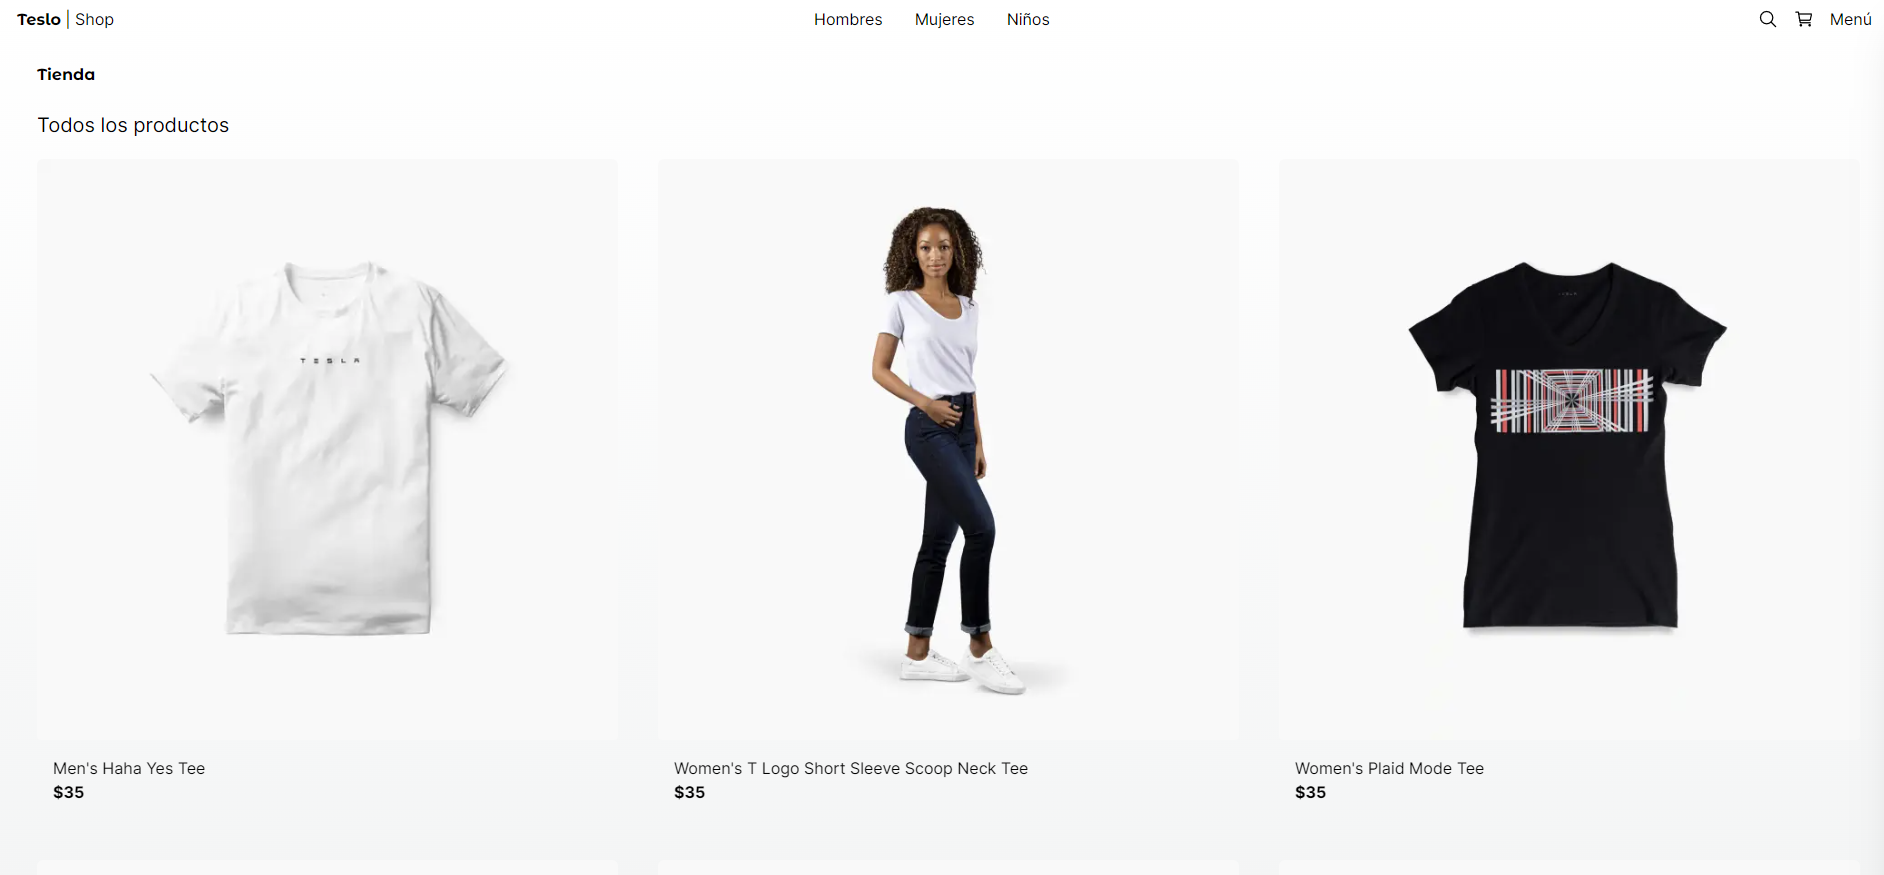 Teslo | Shop
Hombres Mujeres Niños
Menú
Tienda
Todos los productos
TESLA
Men's Haha Yes Tee
$35
Women's T Logo Short Sleeve Scoop Neck Tee
$35
Women's Plaid Mode Tee
$35